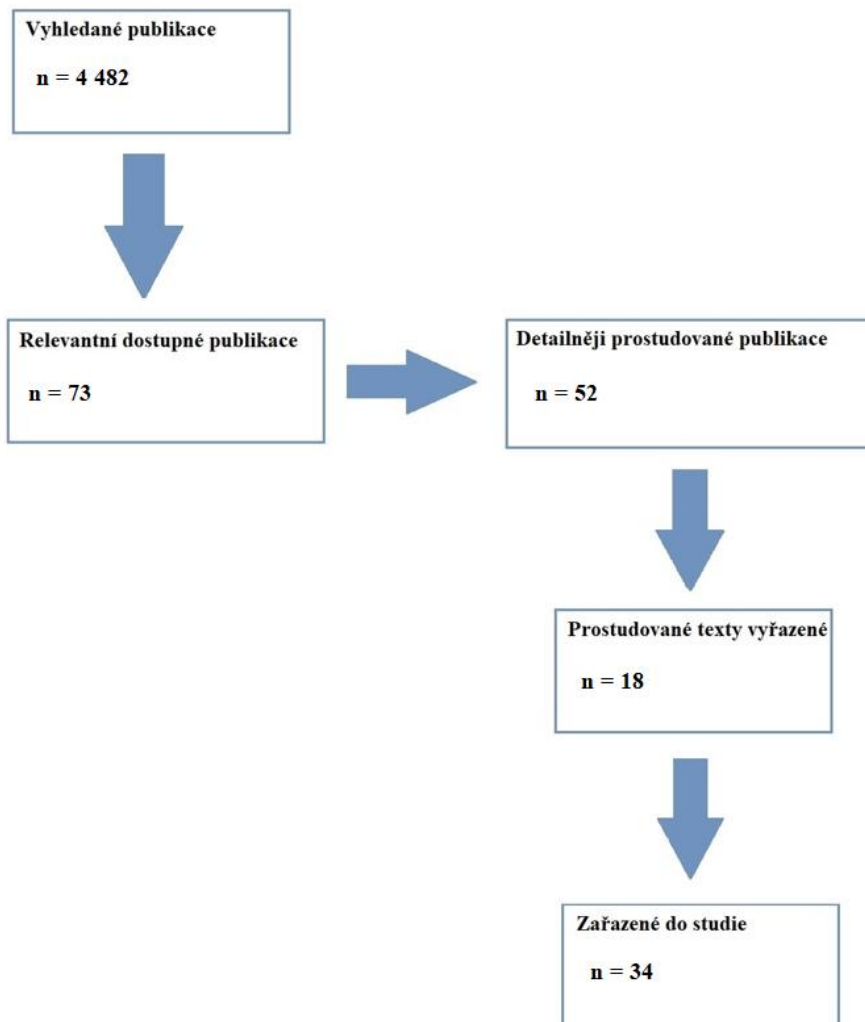 Vyhledané publikace
n = 4 482
Relevantní dostupné publikace
n = 73
Detailněji prostudované publikace
n = 52
Prostudované texty vyřazené
n = 18
Zařazené do studie
n = 34